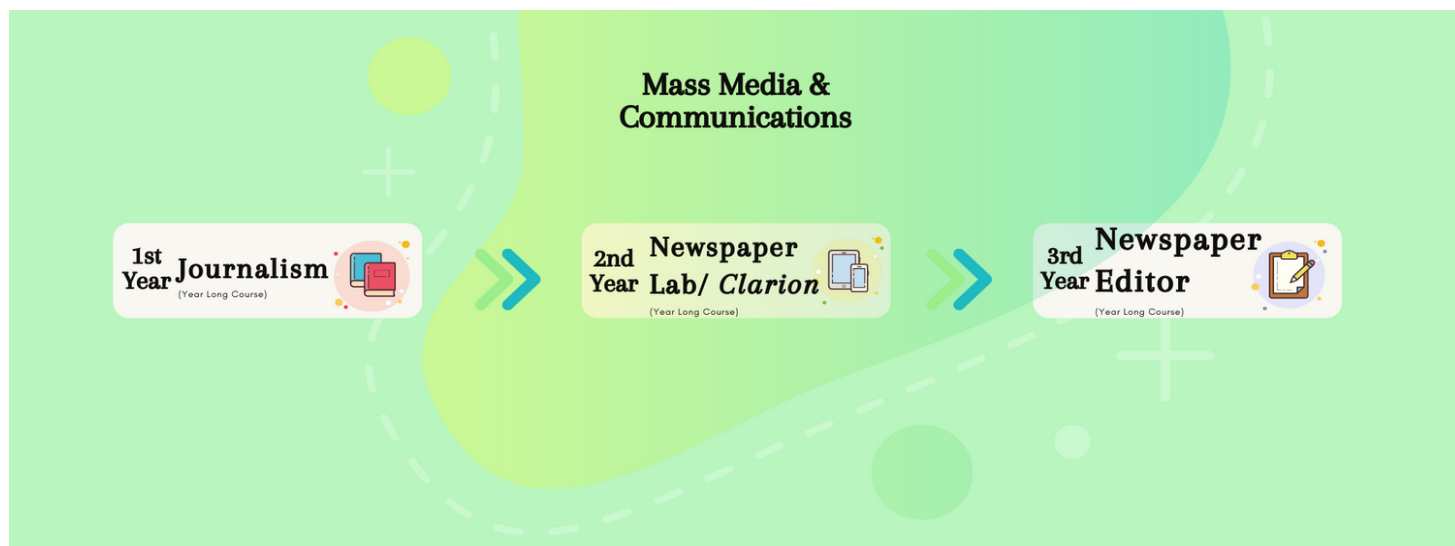 Mass Media &
Communications
1st
Year
Journalism
(Year Long Course)
2nd
Year
Newspaper
Lab/ Clarion
(Year Long Course)
3rd
Year
Newspaper
Editor
(Year Long Course)